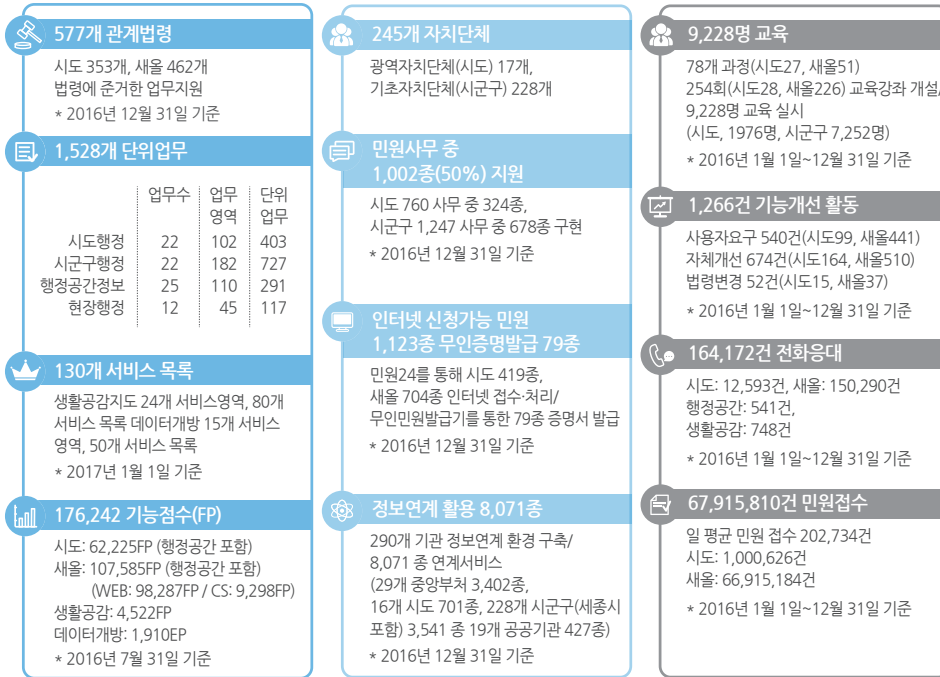 577개 관계법령
시도 353개, 새올 462개
법령에 준거한 업무지원
* 2016년 12월 31일 기준
1,528개 단위업무
업무수 업무 단위
영역 업무
시도행정 22 102 403
시군구행정 22 182 727
행정공간정보 25 110 291
현장행정 12 45 117
130개 서비스 목록
생활공감지도 24개 서비스영역, 80개
서비스 목록 데이터개방 15개 서비스
영역, 50개 서비스 목록
* 2017년 1월 1일 기준
176,242 기능점수(FP)
시도: 62,225FP (행정공간 포함)
새올: 107,585FP (행정공간 포함)
(WEB: 98,287FP / CS: 9,298FP)
생활공감: 4,522FP
데이터개방: 1,910EP
* 2016년 7월 31일 기준
245개 자치단체
광역자치단체(시도) 17개,
기초자치단체(시군구) 228개
민원사무 중
1,002종(50%) 지원
시도 760 사무 중 324종,
시군구 1,247 사무 중 678종 구현
* 2016년 12월 31일 기준
인터넷 신청가능 민원
1,123종 무인증명발급 79종
민원24를 통해 시도 419종,
새올 704종 인터넷 접수·처리/
무인민원발급기를 통한 79종 증명서 발급
* 2016년 12월 31일 기준
정보연계 활용 8,071종
290개 기관 정보연계 환경 구축/
8,071 종 연계서비스
(29개 중앙부처 3,402종,
16개 시도 701종, 228개 시군구(세종시
포함) 3,541 종 19개 공공기관 427종)
* 2016년 12월 31일 기준
9,228명 교육
78개 과정(시도27, 새올51)
254회(시도28, 새올226) 교육강좌 개설/
9,228명 교육 실시
(시도, 1976명, 시군구 7,252명)
* 2016년 1월 1일~12월 31일 기준
1,266건 기능개선 활동
사용자요구 540건(시도99, 새올441)
자체개선 674건(시도164, 새올510)
법령변경 52건(시도15, 새올37)
* 2016년 1월 1일~12월 31일 기준
164,172건 전화응대
시도: 12,593건, 새올: 150,290건
행정공간: 541건,
생활공감: 748건
* 2016년 1월 1일~12월 31일 기준
67,915,810건 민원접수
일 평균 민원 접수 202,734건
시도: 1,000,626건
새올: 66,915,184건
* 2016년 1월 1일~12월 31일 기준